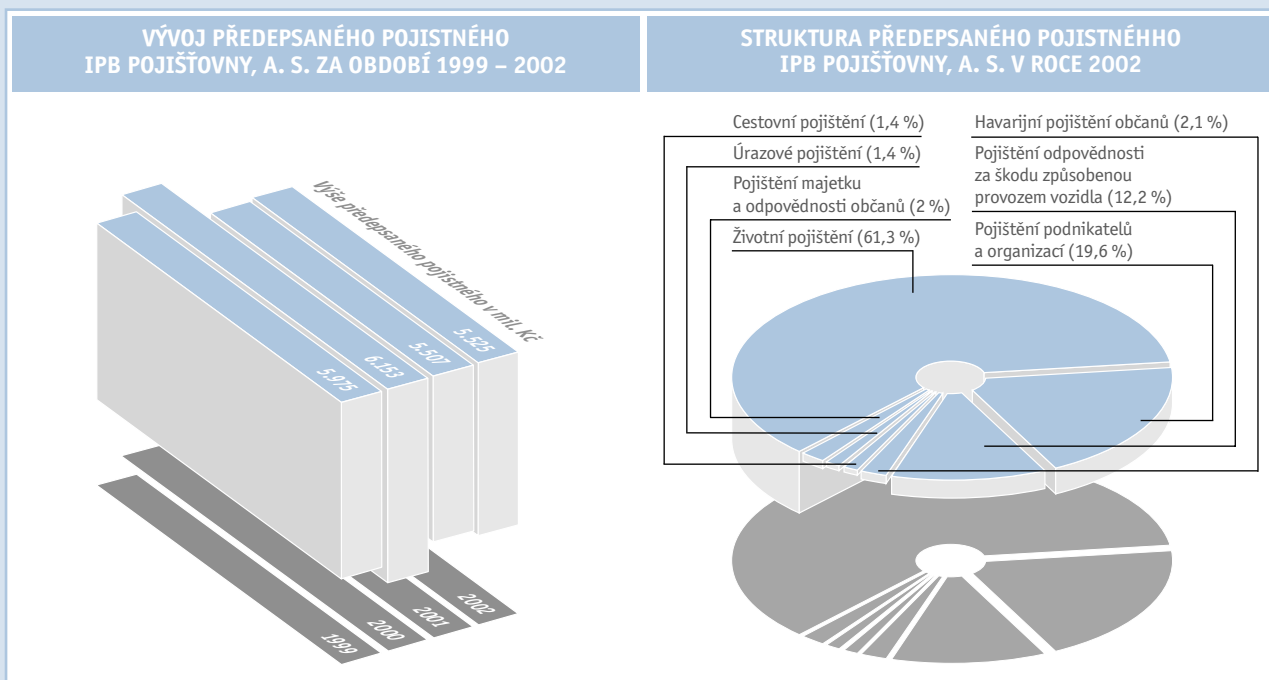 VÝVOJ PŘEDEPSANÉHO POJISTNÉHO
IPB POJIŠŤOVNY, A. S. ZA OBDOBÍ 1999 – 2002
Výše předepsaného pojistného v mil. Kč
5.975
6.153
5.507
5.525
1999
2000
2001
2002
STRUKTURA PŘEDEPSANÉHO POJISTNÉHHO
IPB POJIŠŤOVNY, A. S. V ROCE 2002
Cestovní pojištění (1,4 %)
Úrazové pojištění (1,4 %)
Pojištění majetku
a odpovědnosti občanů (2 %)
Životní pojištění (61,3 %)
Havarijní pojištění občanů (2,1 %)
Pojištění odpovědnosti
za škodu způsobenou
provozem vozidla (12,2 %)
Pojištění podnikatelů
a organizací (19,6 %)